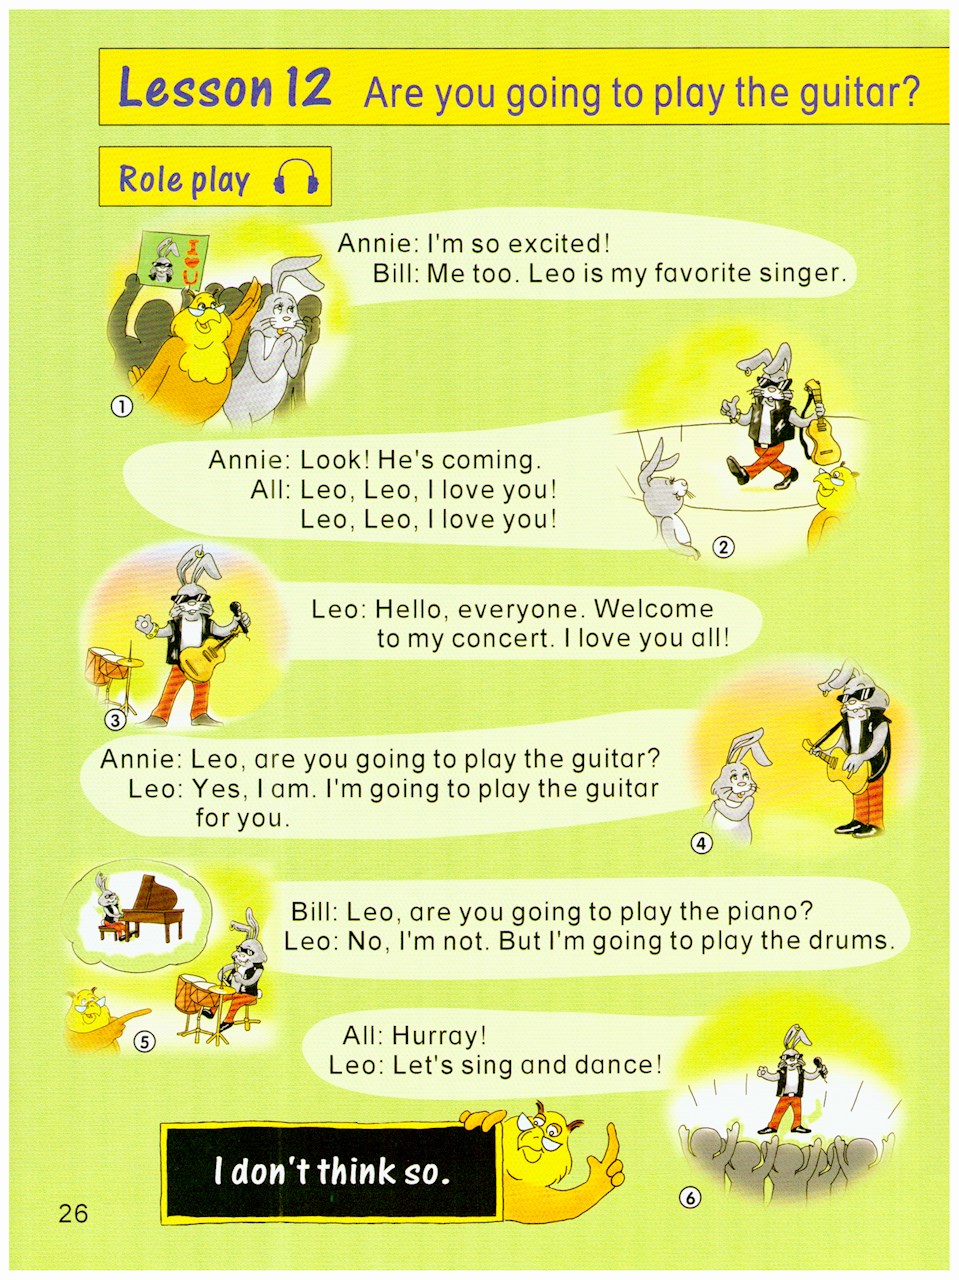 Lesson 12 Are you going to play the guitar?
Role play
I ♥ U
Annie: I'm so excited!
Bill: Me too. Leo is my favorite singer.
1
Annie: Look! He's coming.
All: Leo, Leo, I love you!
Leo, Leo, I love you!
2
Leo: Hello, everyone. Welcome
to my concert. I love you all!
3
Annie: Leo, are you going to play the guitar?
Leo: Yes, I am. I'm going to play the guitar
for you.
4
Bill: Leo, are you going to play the piano?
Leo: No, I'm not. But I'm going to play the drums.
5
All: Hurray!
Leo: Let's sing and dance!
6
I don't think so.
26